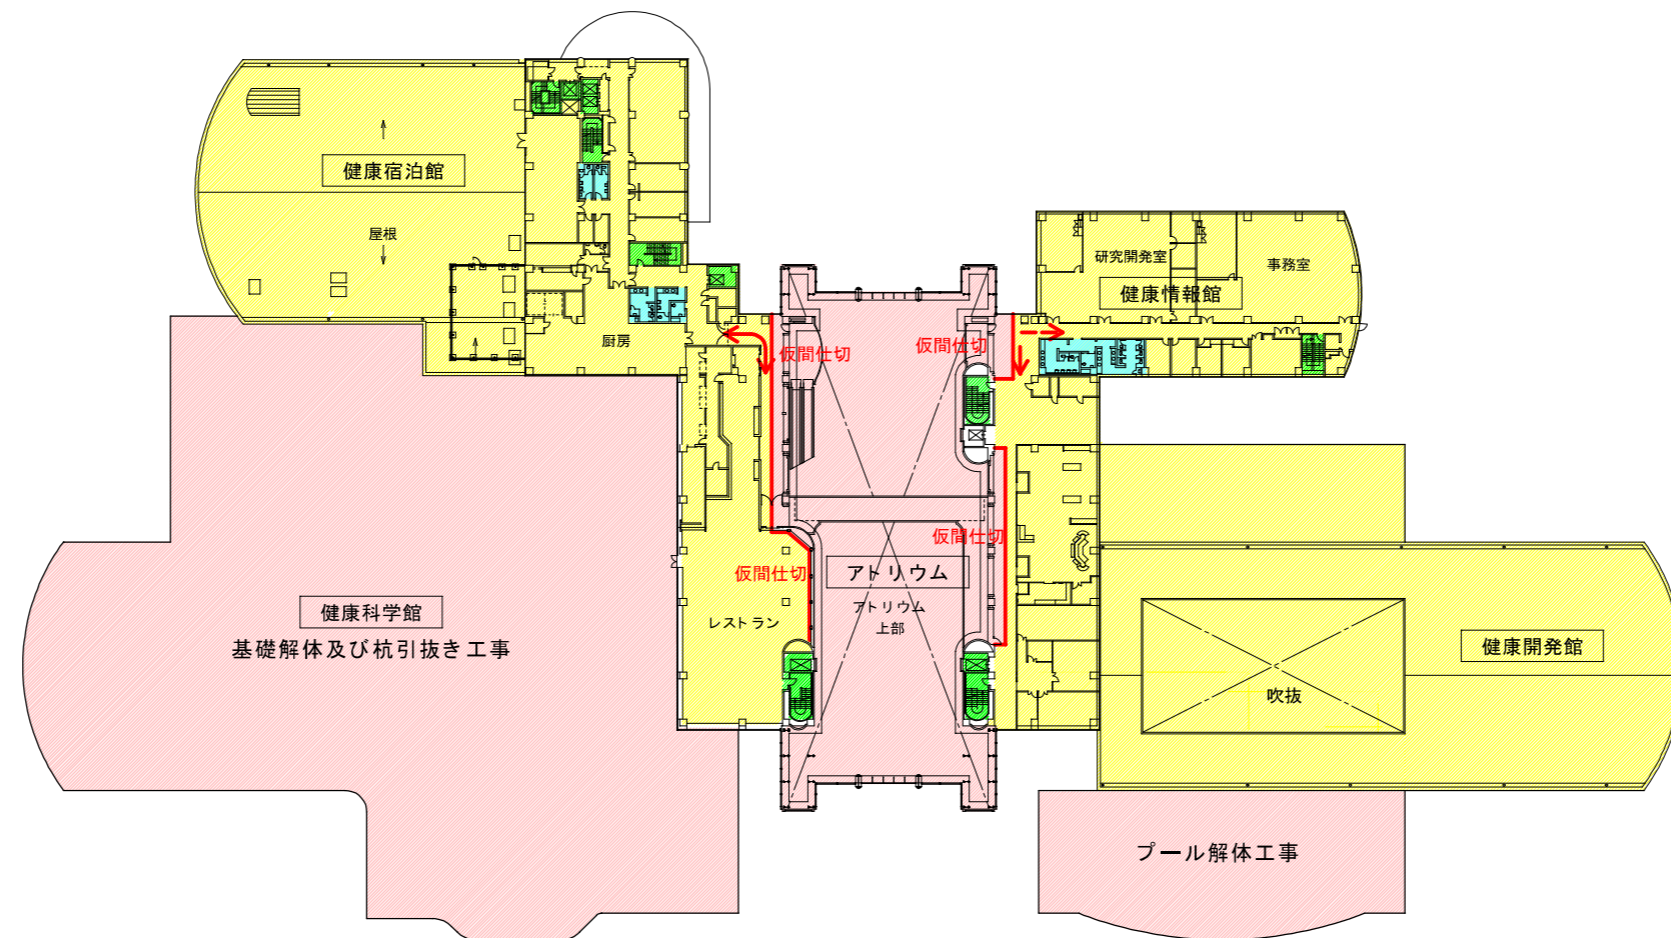 健康宿泊館
屋根
厨房
研究開発室
事務室
健康情報館
仮間仕切
仮間仕切
仮間仕切
仮間仕切
アトリウム
アトリウム
上部
レストラン
健康科学館
基礎解体及び杭引抜き工事
健康開発館
吹抜
プール解体工事